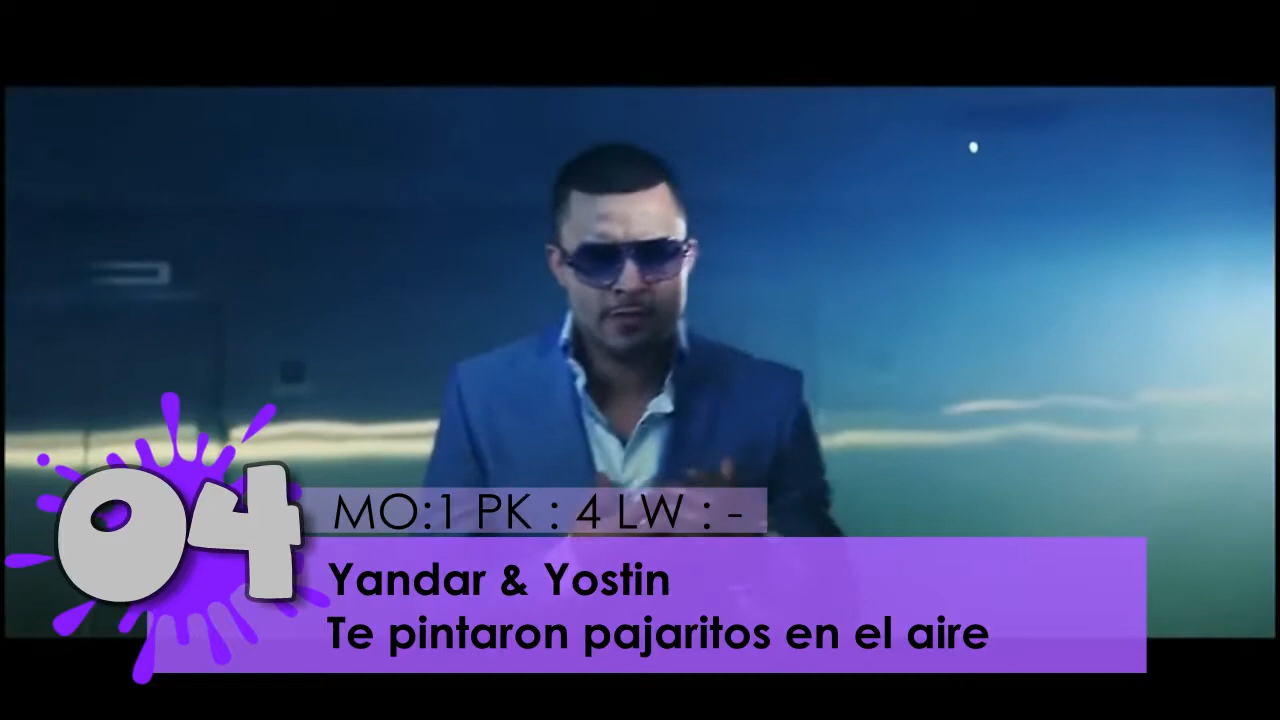 04
MO:1 PK : 4 LW : -
Yandar & Yostin
Te pintaron pajaritos en el aire